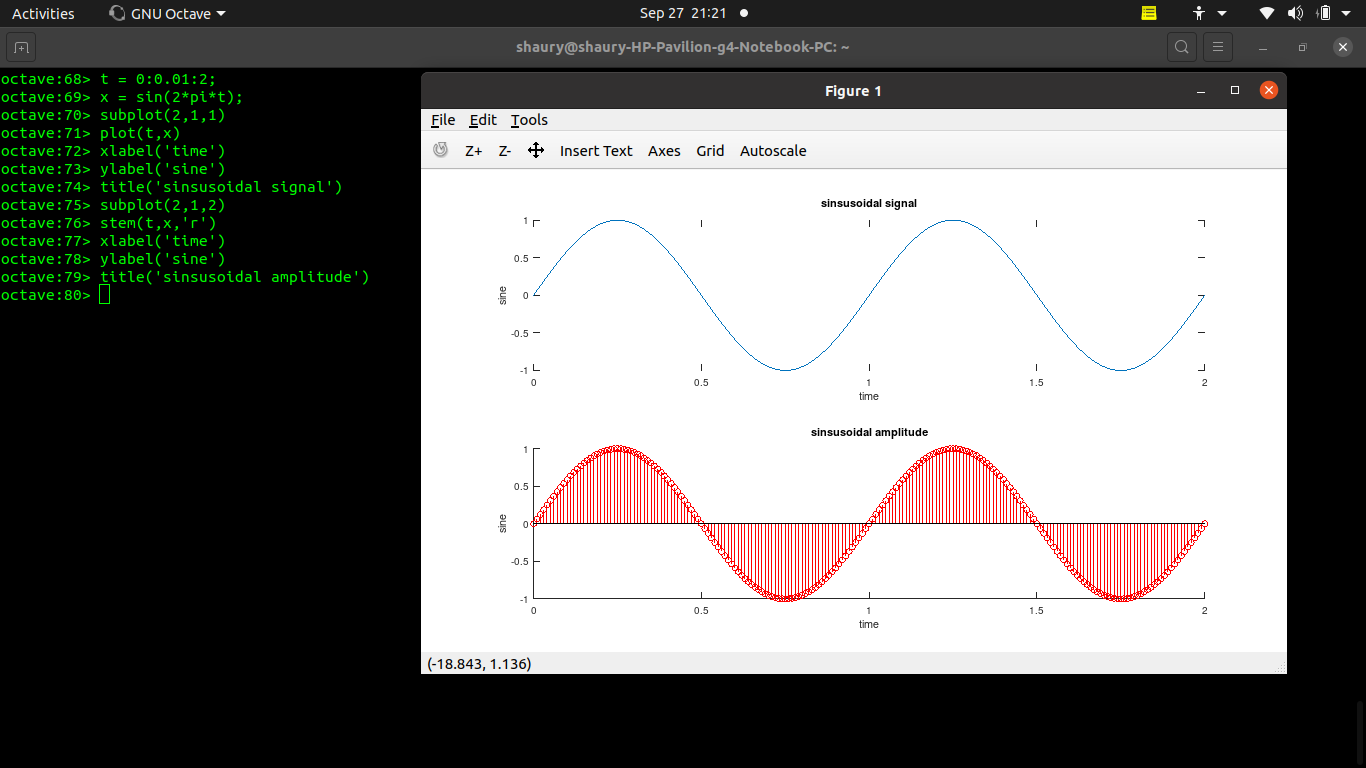 Activities GNU Octave Sep 27 21:21
shaury@shaury-HP-Pavilion-g4-Notebook-PC: ~
octave:68> t = 0:0.01:2;
octave:69> x = sin(2*pi*t);
octave:70> subplot(2,1,1)
octave:71> plot(t,x)
octave:72> xlabel('time')
octave:73> ylabel('sine')
octave:74> title('sinsusoidal signal')
octave:75> subplot(2,1,2)
octave:76> stem(t,x,'r')
octave:77> xlabel('time')
octave:78> ylabel('sine')
octave:79> title('sinsusoidal amplitude')
octave:80>
Figure 1
File Edit Tools
Z+ Z- Insert Text Axes Grid Autoscale
sinsusoidal signal
1
0.5
0
-0.5
-1
sine
0 0.5 1 1.5 2
time
sinsusoidal amplitude
1
0.5
0
-0.5
-1
sine
0 0.5 1 1.5 2
time
(-18.843, 1.136)